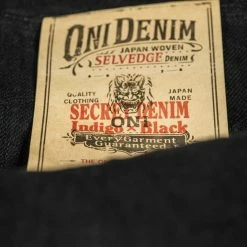 ONI DENIM
JAPAN WOVEN
SELVEDGE DENIM
QUALITY CLOTHING
JAPAN MADE
SECRET DENIM
ONI
Indigo × Black
Every Garment
Guaranteed